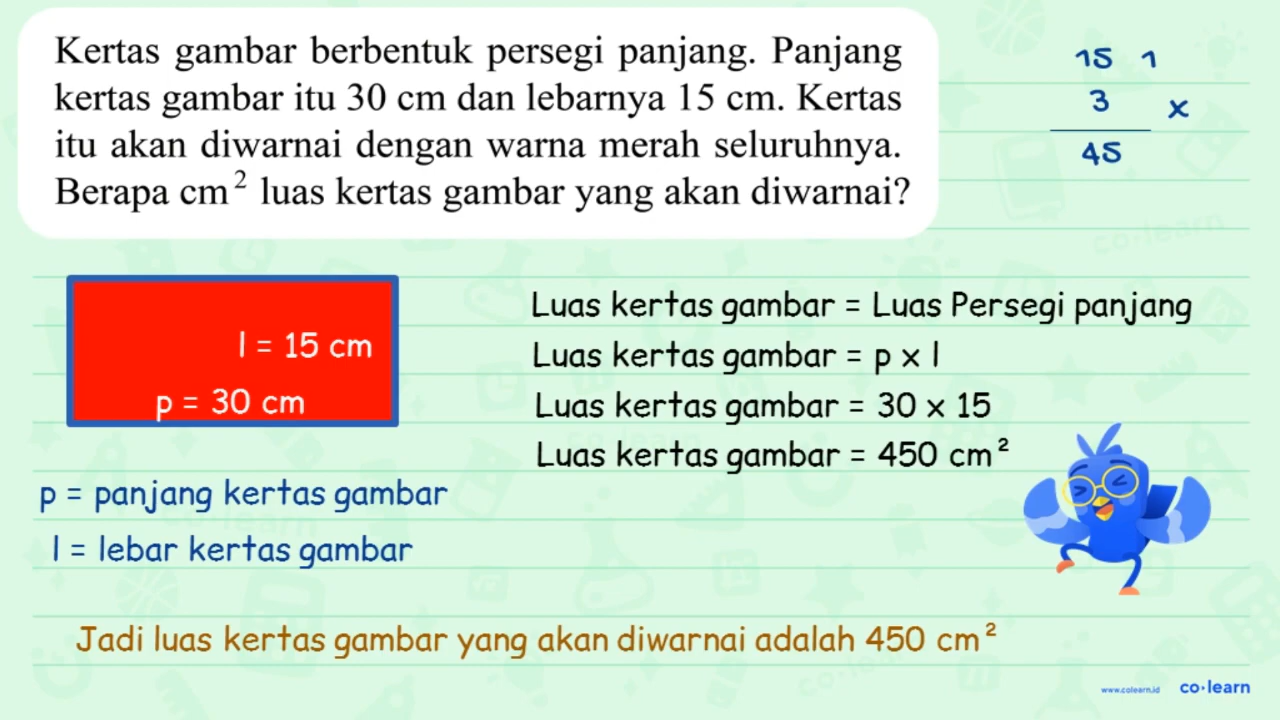 Kertas gambar berbentuk persegi panjang. Panjang
kertas gambar itu 30 cm dan lebarnya 15 cm. Kertas
itu akan diwarnai dengan warna merah seluruhnya.
Berapa cm² luas kertas gambar yang akan diwarnai?
15 1
3 x
45
l = 15 cm
p = 30 cm
p = panjang kertas gambar
l = lebar kertas gambar
Luas kertas gambar = Luas Persegi panjang
Luas kertas gambar = p x l
Luas kertas gambar = 30 x 15
Luas kertas gambar = 450 cm²
Jadi luas kertas gambar yang akan diwarnai adalah 450 cm²
www.colearn.id co·learn